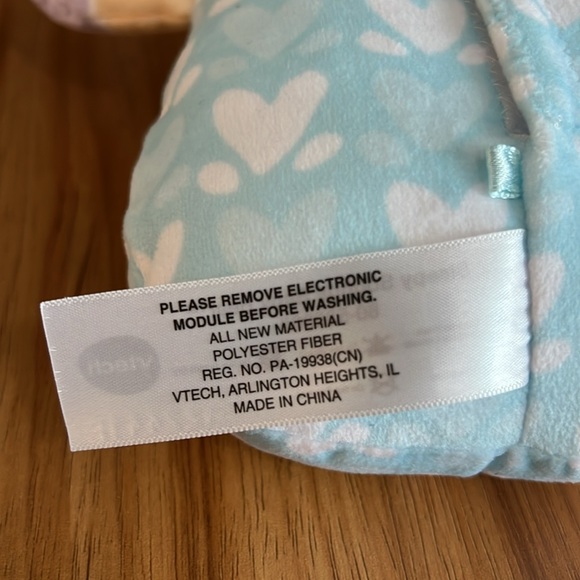 PLEASE REMOVE ELECTRONIC
MODULE BEFORE WASHING.
ALL NEW MATERIAL
POLYESTER FIBER
REG. NO. PA-19938(CN)
VTECH, ARLINGTON HEIGHTS, IL
MADE IN CHINA
vtech